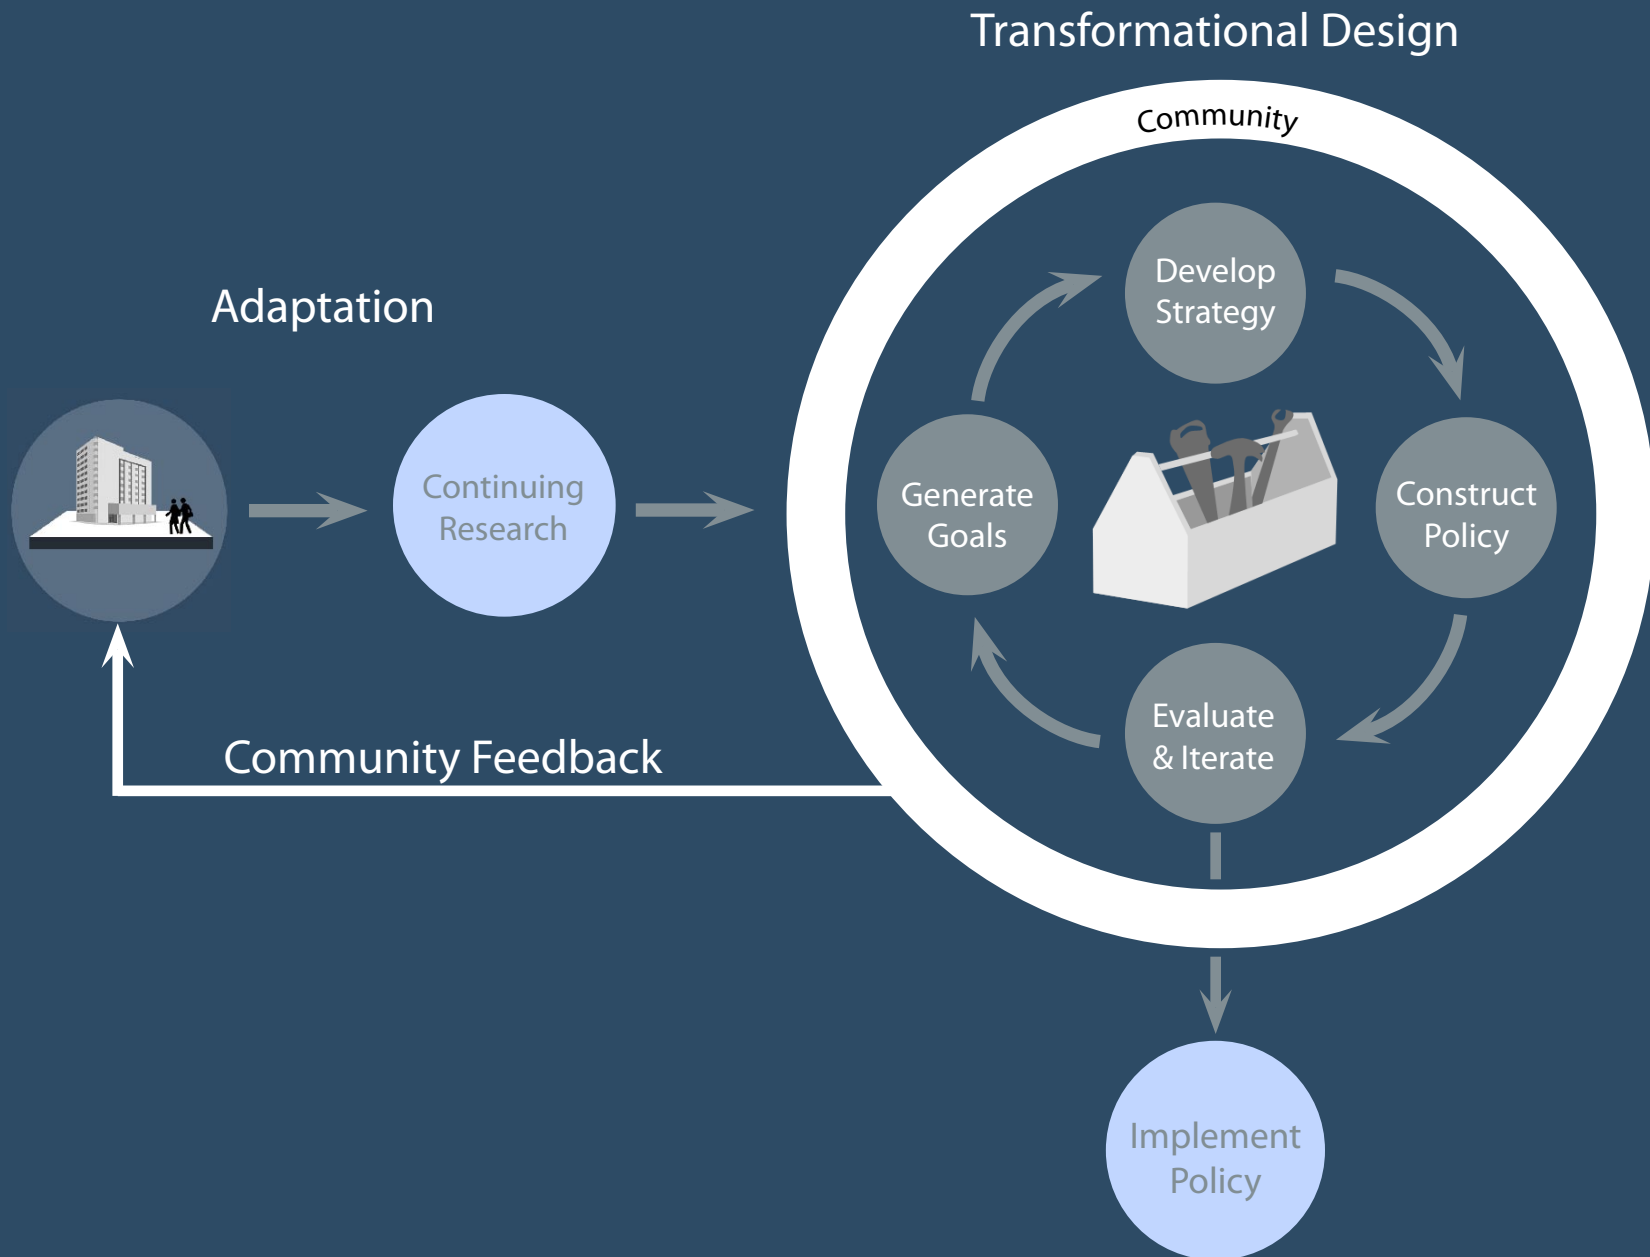 Transformational Design
Community
Adaptation
Develop
Strategy
Continuing
Research
Generate
Goals
Construct
Policy
Evaluate
& Iterate
Community Feedback
Implement
Policy